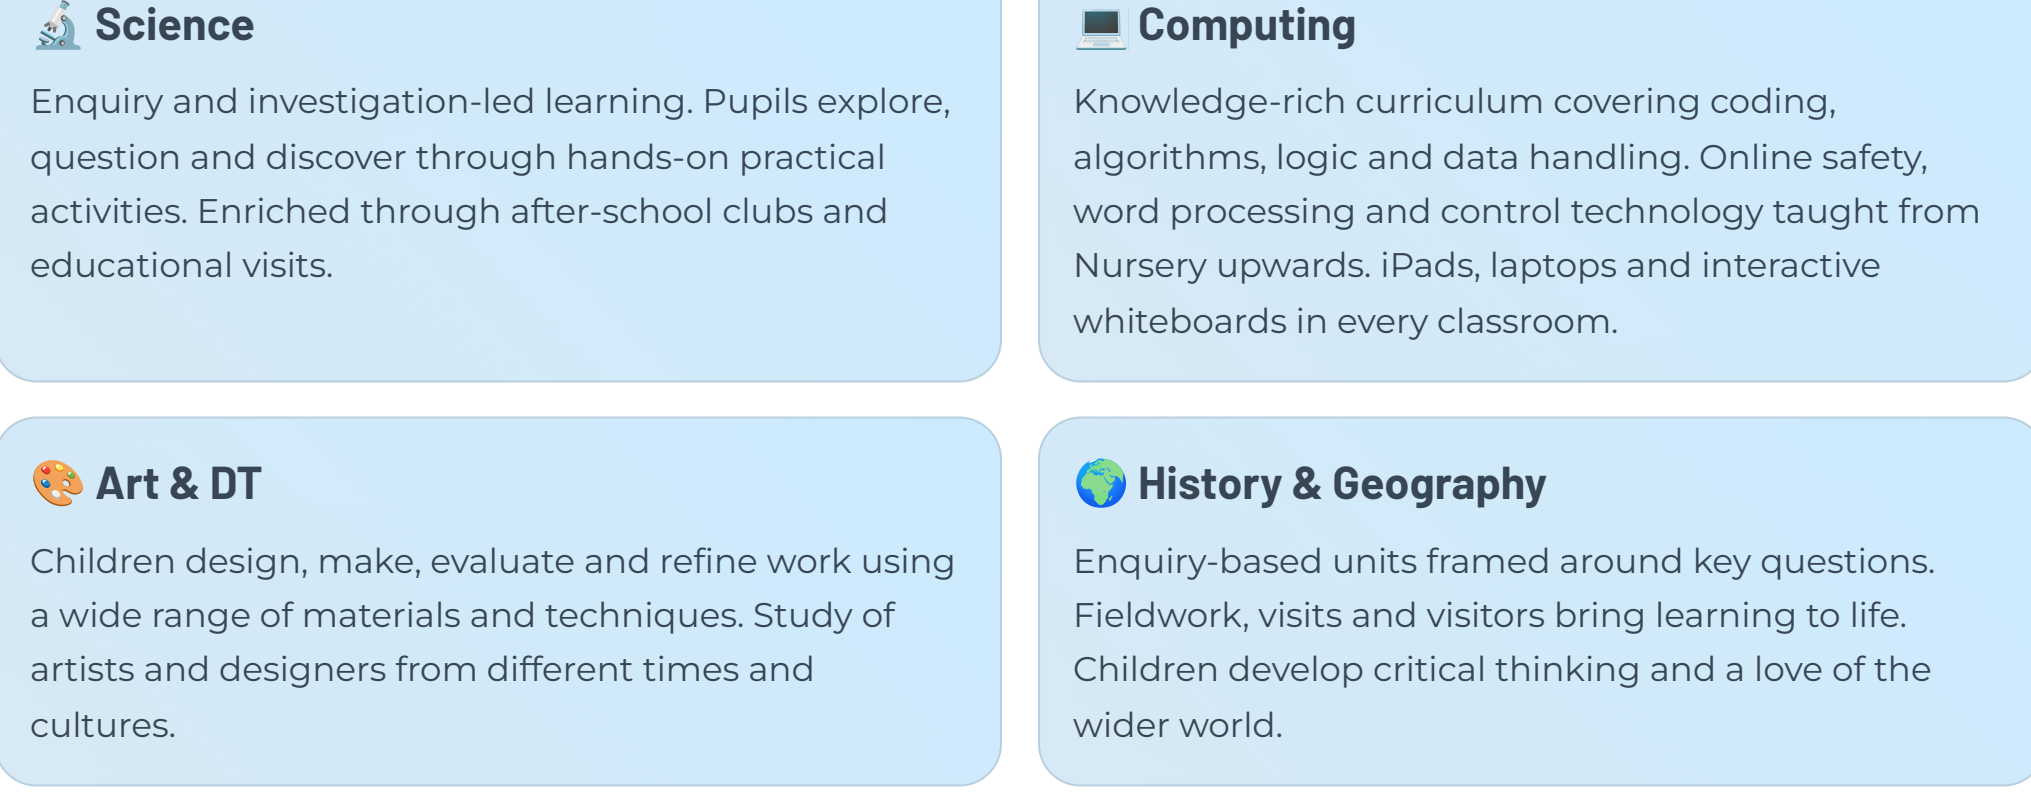 Science
Enquiry and investigation-led learning. Pupils explore,
question and discover through hands-on practical
activities. Enriched through after-school clubs and
educational visits.
Computing
Knowledge-rich curriculum covering coding,
algorithms, logic and data handling. Online safety,
word processing and control technology taught from
Nursery upwards. iPads, laptops and interactive
whiteboards in every classroom.
Art & DT
Children design, make, evaluate and refine work using
a wide range of materials and techniques. Study of
artists and designers from different times and
cultures.
History & Geography
Enquiry-based units framed around key questions.
Fieldwork, visits and visitors bring learning to life.
Children develop critical thinking and a love of the
wider world.